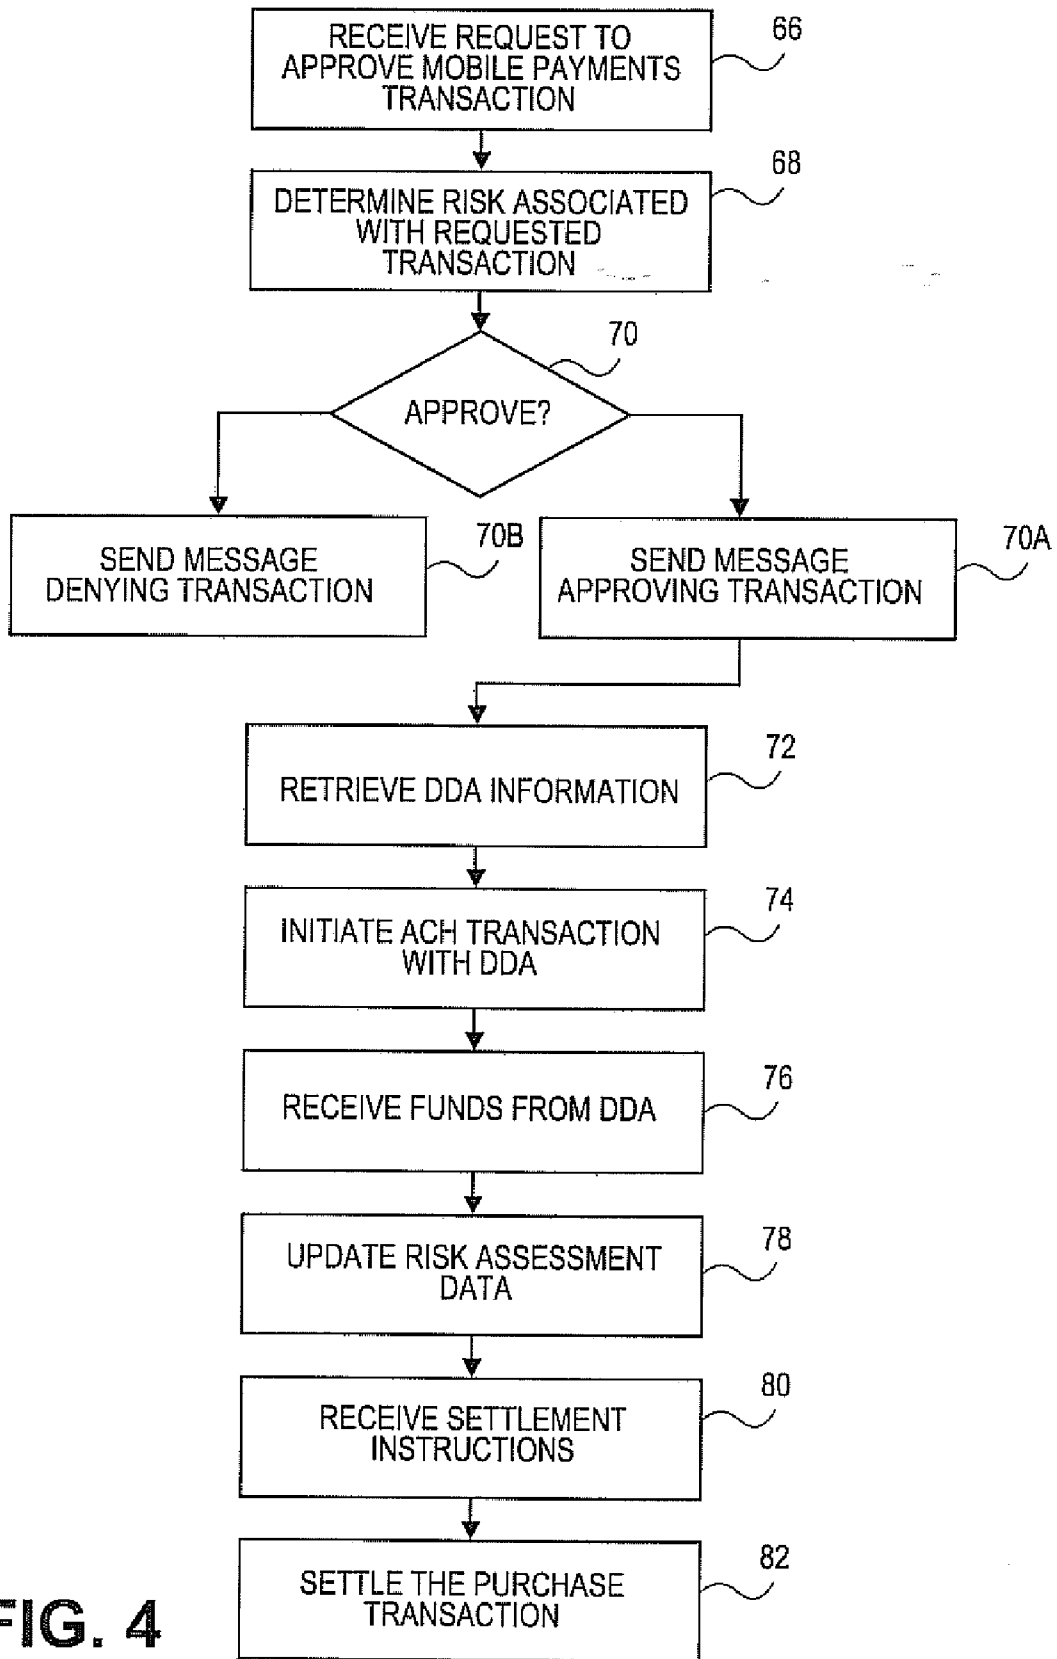 RECEIVE REQUEST TO
APPROVE MOBILE PAYMENTS
TRANSACTION
66
DETERMINE RISK ASSOCIATED
WITH REQUESTED
TRANSACTION
68
APPROVE?
70
SEND MESSAGE
DENYING TRANSACTION
70B
SEND MESSAGE
APPROVING TRANSACTION
70A
RETRIEVE DDA INFORMATION
72
INITIATE ACH TRANSACTION
WITH DDA
74
RECEIVE FUNDS FROM DDA
76
UPDATE RISK ASSESSMENT
DATA
78
RECEIVE SETTLEMENT
INSTRUCTIONS
80
SETTLE THE PURCHASE
TRANSACTION
82
FIG. 4